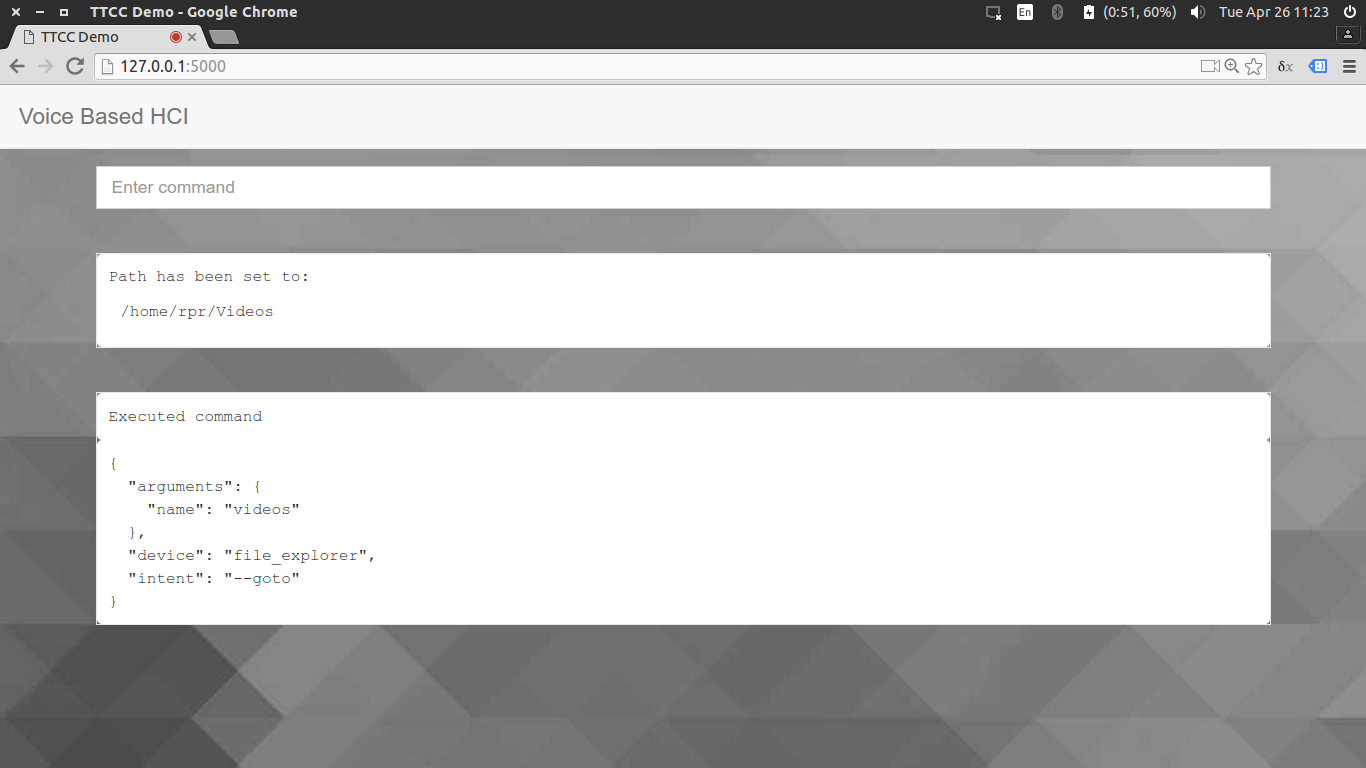 TTCC Demo - Google Chrome
En
(0:51, 60%)
Tue Apr 26 11:23
TTCC Demo
127.0.0.1:5000
δx
Voice Based HCI
Enter command
Path has been set to:
/home/rpr/Videos
Executed command
{
"arguments": {
"name": "videos"
},
"device": "file_explorer",
"intent": "--goto"
}